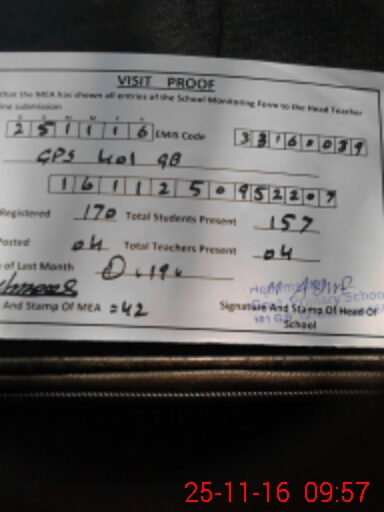 VISIT PROOF
that the MEA has shown all entries of the School Monitoring Form to the Head Teacher
submission
2 5 1 1 1 6 EMIS Code 3 3 1 6 0 0 3 9
GPS 401 GB
1 6 1 1 2 5 0 9 5 2 2 0 7
Registered 170 Total Students Present 157
Posted 04 Total Teachers Present 04
of Last Month
And Stamp Of MEA = 42 Signature And Stamp Of Head Of
School
25-11-16 09:57